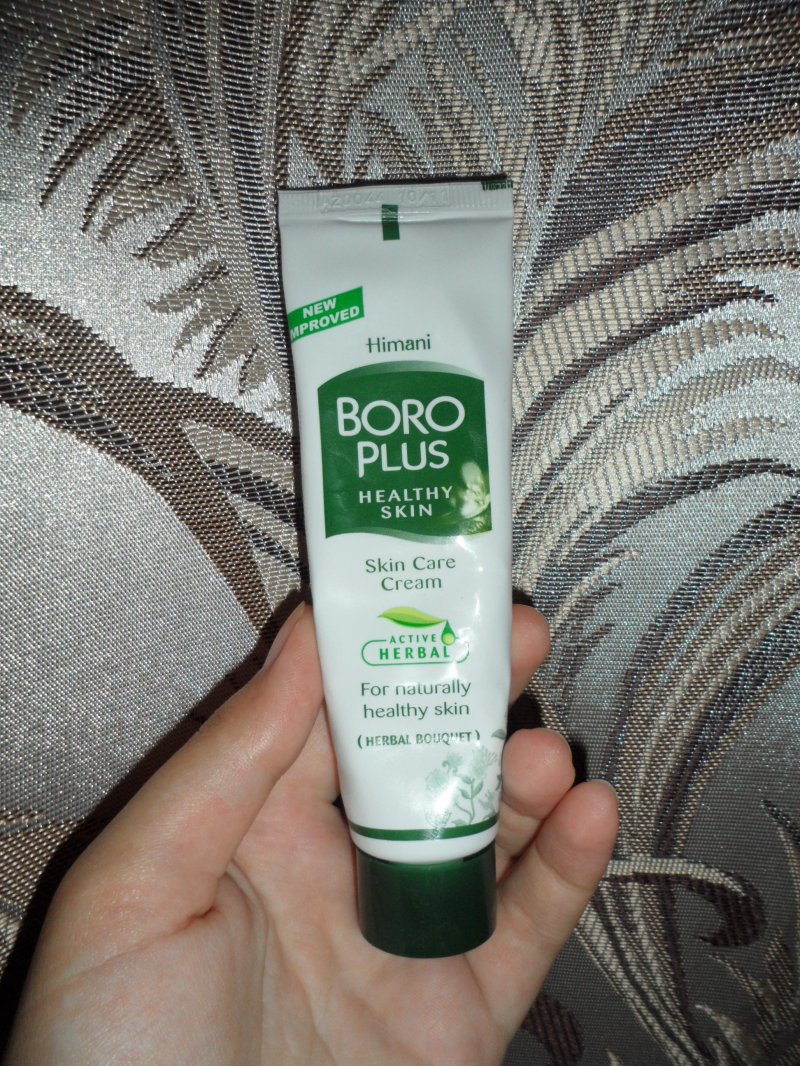 NEW
IMPROVED
Himani
BORO
PLUS
HEALTHY
SKIN
Skin Care
Cream
ACTIVE
HERBAL
For naturally
healthy skin
( HERBAL BOUQUET )